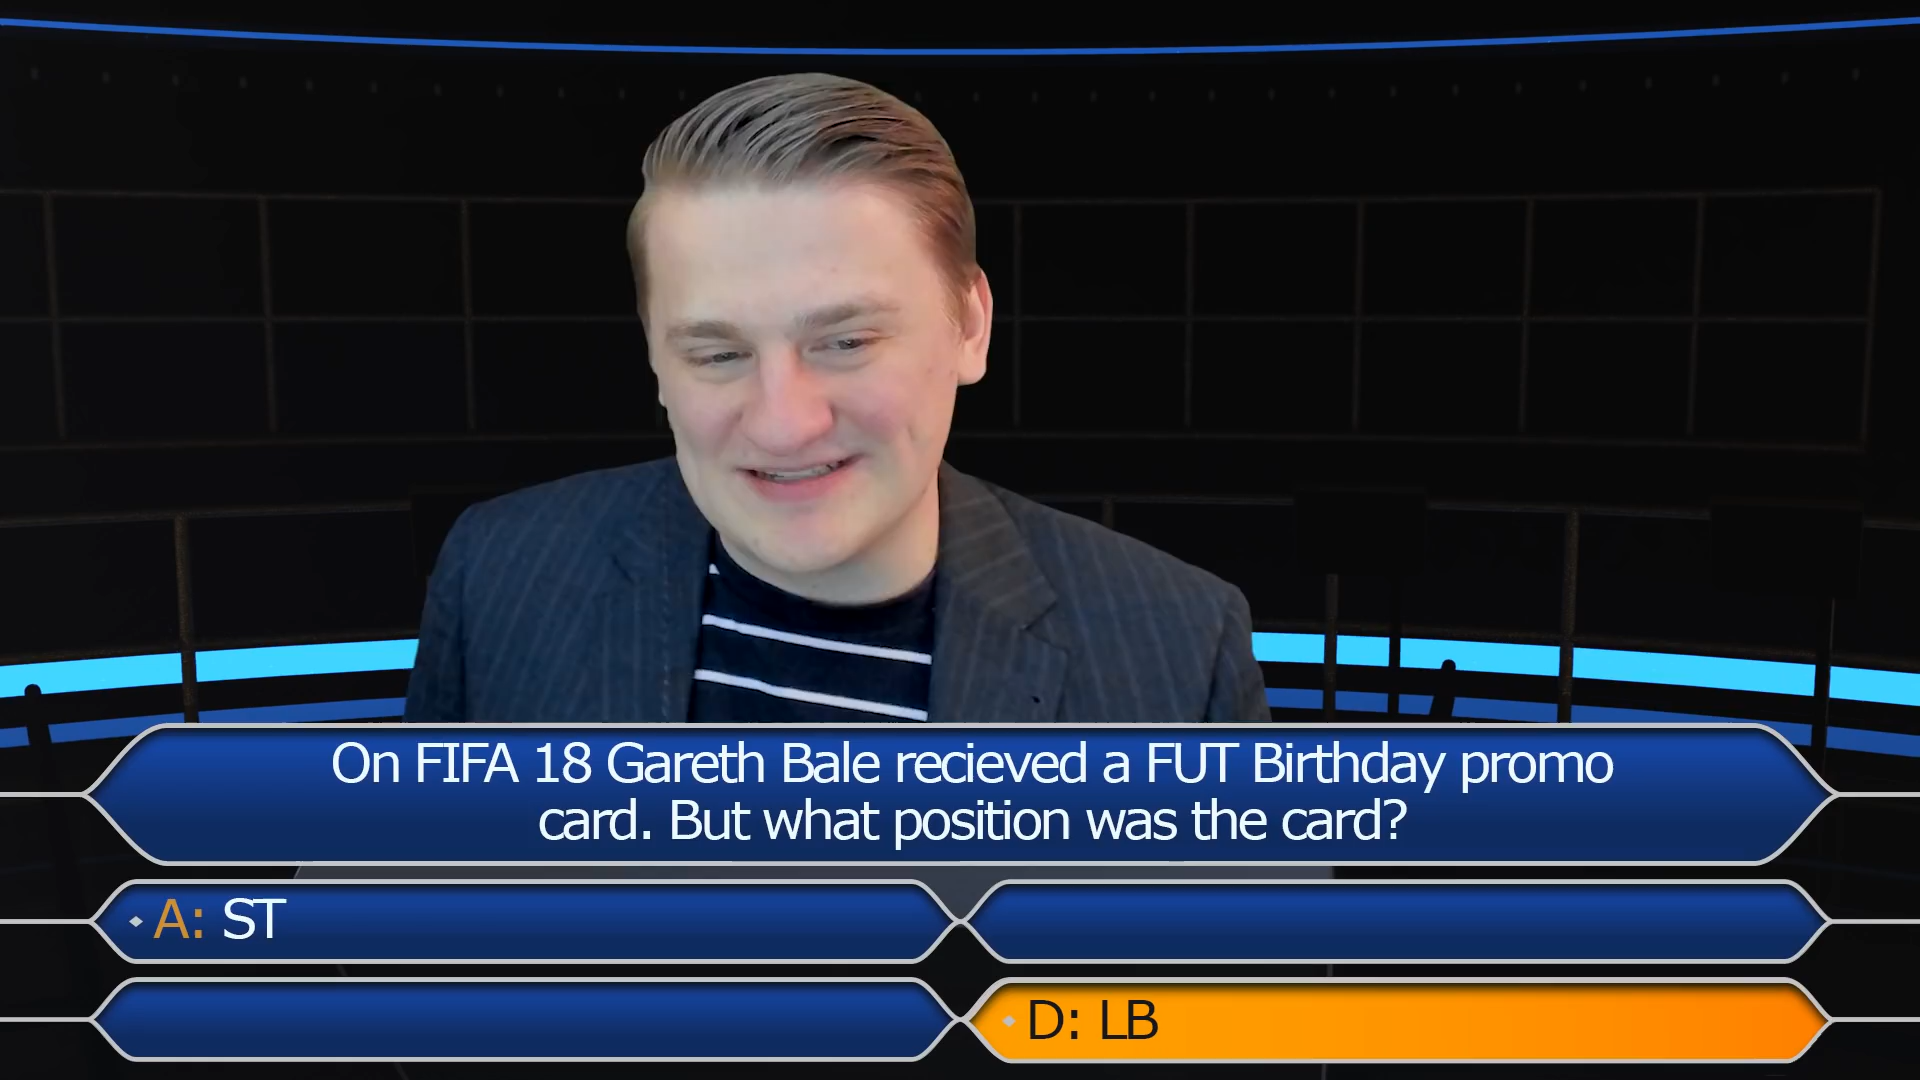 On FIFA 18 Gareth Bale recieved a FUT Birthday promo
card. But what position was the card?
A: ST
D: LB